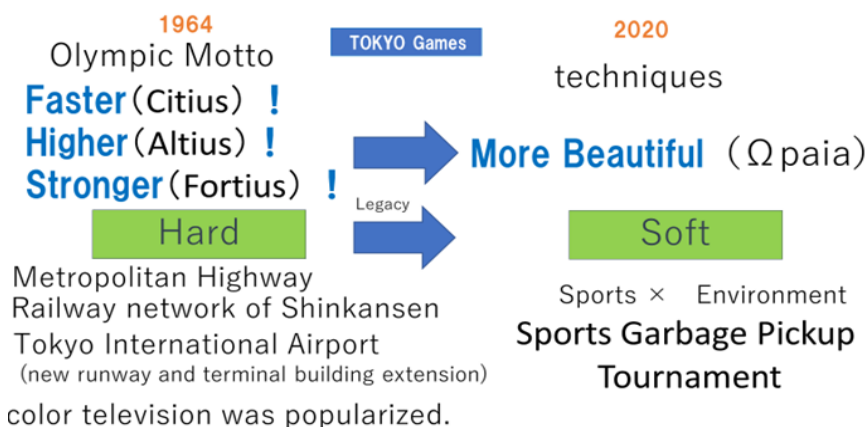 1964
Olympic Motto
Faster(Citius) !
Higher(Altius) !
Stronger(Fortius) !
Hard
Metropolitan Highway
Railway network of Shinkansen
Tokyo International Airport
(new runway and terminal building extension)
color television was popularized.
TOKYO Games
Legacy
2020
techniques
More Beautiful (Ωpaia)
Soft
Sports × Environment
Sports Garbage Pickup
Tournament